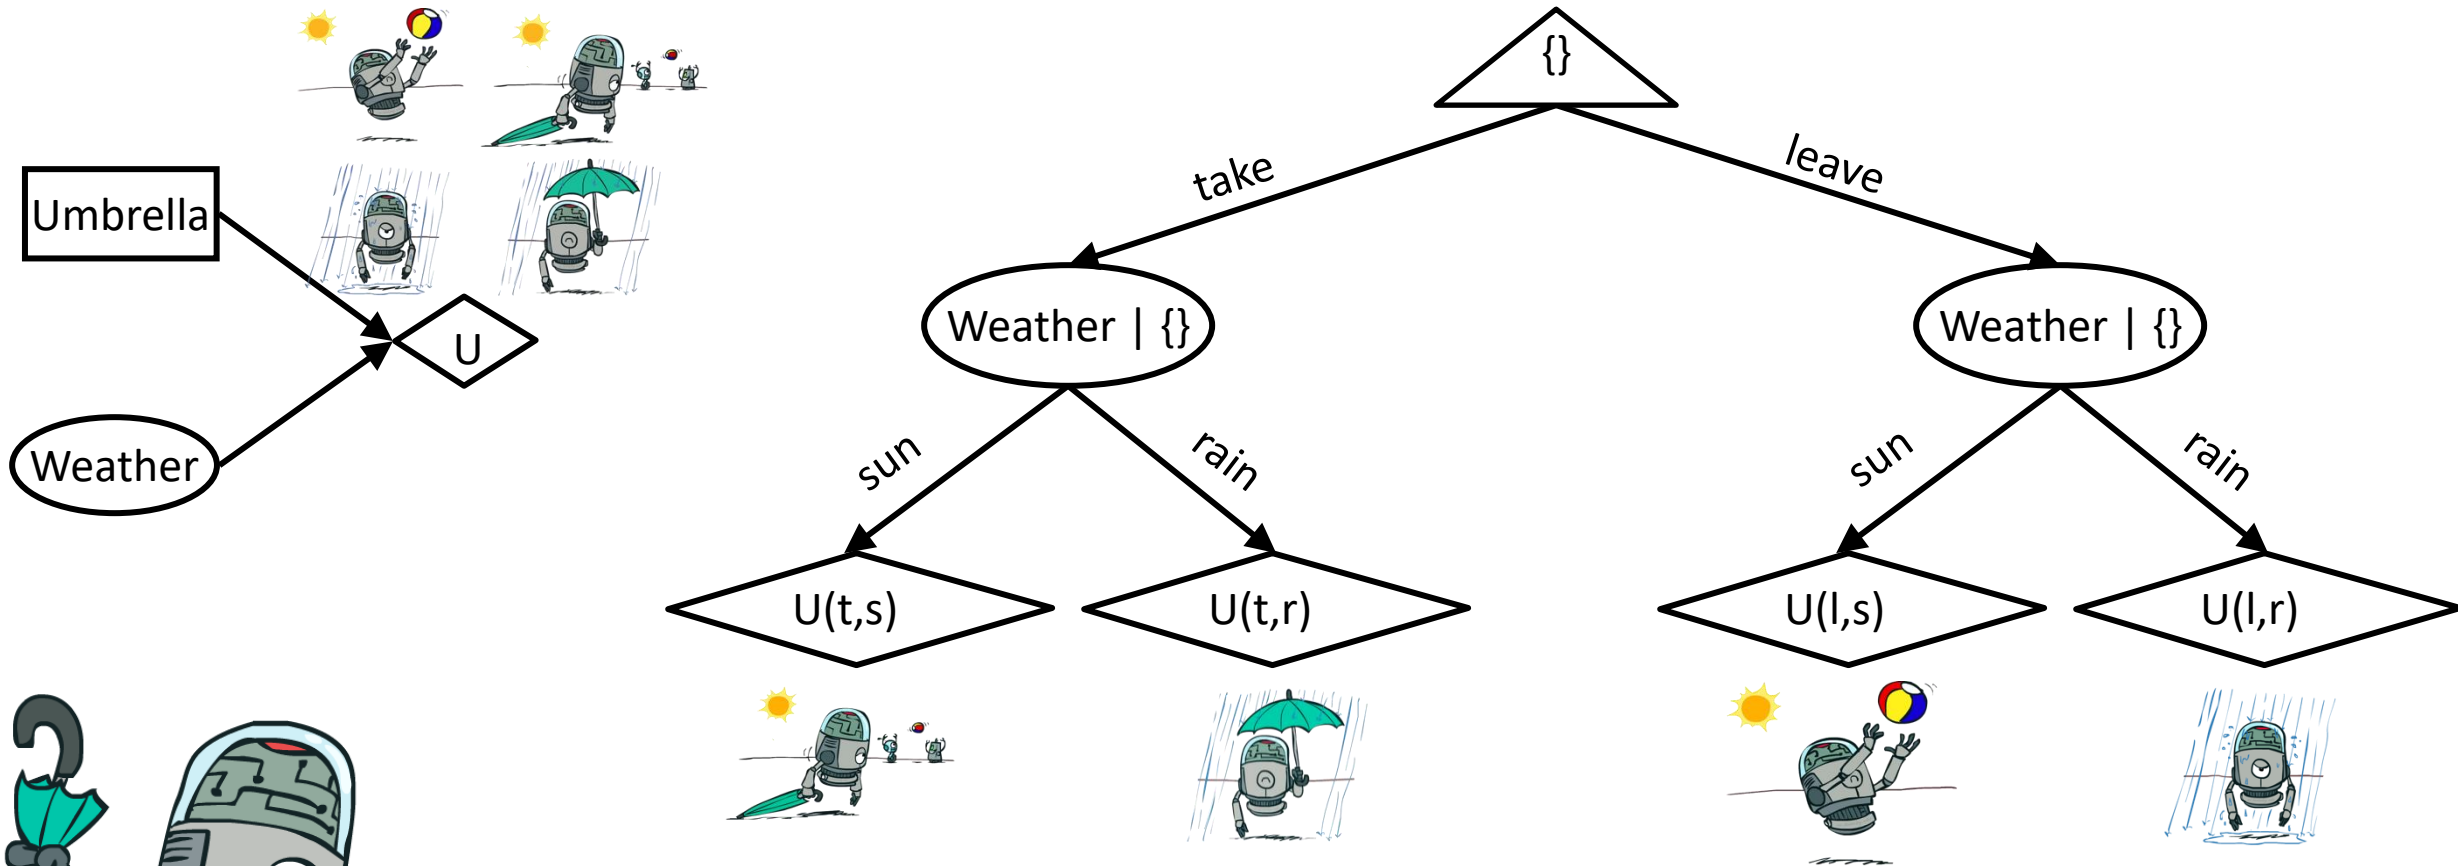 Umbrella
Weather
U
{}
take
leave
Weather | {}
Weather | {}
sun
rain
sun
rain
U(t,s)
U(t,r)
U(l,s)
U(l,r)